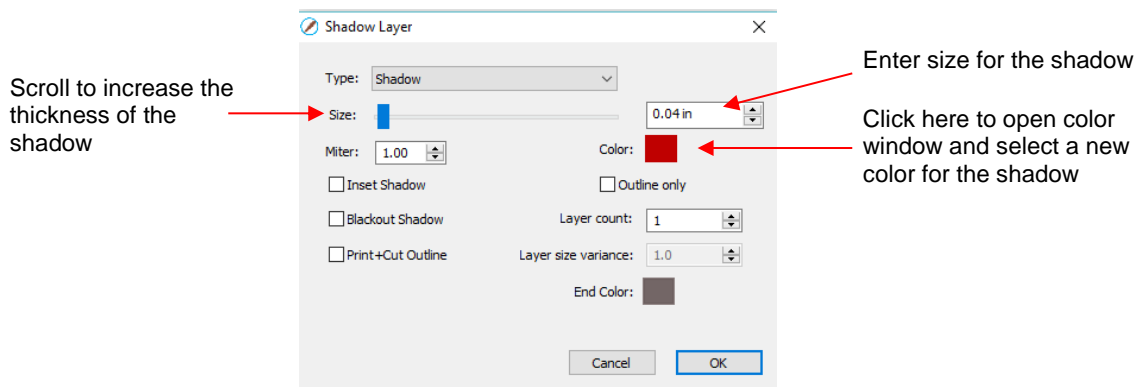 Shadow Layer
Enter size for the shadow
Type: Shadow
Scroll to increase the
thickness of the
shadow
Size: 0.04 in
Click here to open color
window and select a new
color for the shadow
Miter: 1.00 Color:
Inset Shadow Outline only
Blackout Shadow Layer count: 1
Print+Cut Outline Layer size variance: 1.0
End Color:
Cancel OK